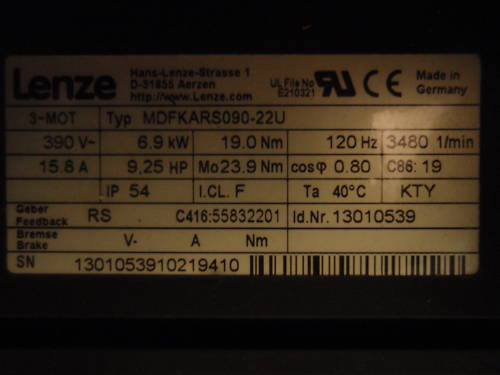 Lenze
Hans-Lenze-Strasse 1
D-31855 Aerzen
http://www.Lenze.com
UL File No
E210321
Made in
Germany
3-MOT Typ MDFKARS090-22U
390 V~ 6.9 kW 19.0 Nm 120 Hz 3480 1/min
15.8 A 9,25 HP Mo23.9 Nm cosφ 0.80 C86: 19
IP 54 I.CL. F Ta 40°C KTY
Geber
Feedback RS C416:55832201 Id.Nr.13010539
Bremse
Brake V- A Nm
SN 1301053910219410